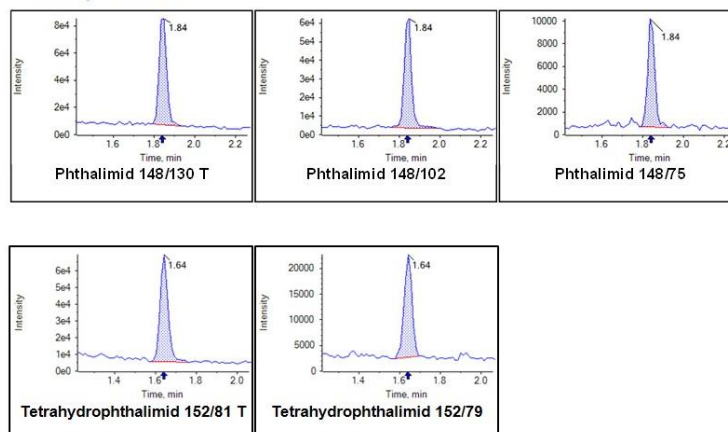 8e4
6e4
4e4
2e4
0e0
Intensity
1.84
1.6 1.8 2.0 2.2
Time, min
Phthalimid 148/130 T
6e4
5e4
4e4
3e4
2e4
1e4
0e0
Intensity
1.84
1.6 1.8 2.0 2.2
Time, min
Phthalimid 148/102
10000
8000
6000
4000
2000
0
Intensity
1.84
1.6 1.8 2.0 2.2
Time, min
Phthalimid 148/75
6e4
5e4
4e4
3e4
2e4
1e4
0e0
Intensity
1.64
1.4 1.6 1.8 2.0
Time, min
Tetrahydrophthalimid 152/81 T
20000
15000
10000
5000
0
Intensity
1.64
1.4 1.6 1.8 2.0
Time, min
Tetrahydrophthalimid 152/79